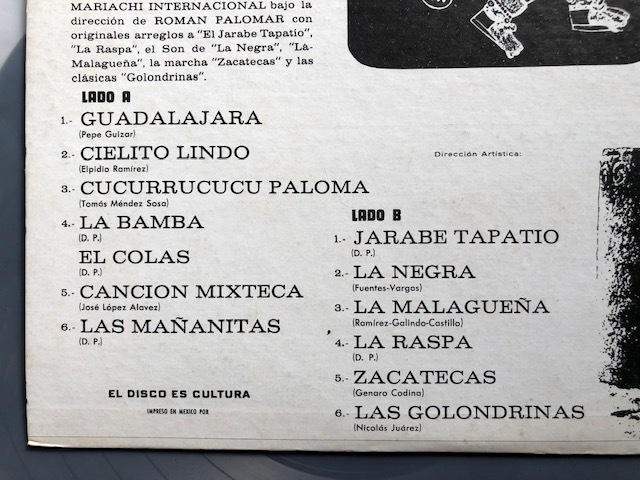 MARIACHI INTERNACIONAL bajo la
dirección de ROMAN PALOMAR con
originales arreglos a "El Jarabe Tapatío",
"La Raspa", el Son de "La Negra", "La
Malagueña", la marcha "Zacatecas" y las
clásicas "Golondrinas".
LADO A
1.- GUADALAJARA
(Pepe Guízar)
2.- CIELITO LINDO
(Elpidio Ramírez)
3.- CUCURRUCUCU PALOMA
(Tomás Méndez Sosa)
4.- LA BAMBA
(D. P.)
EL COLAS
(D. P.)
5.- CANCION MIXTECA
(José López Alavez)
6.- LAS MAÑANITAS
(D. P.)
EL DISCO ES CULTURA
IMPRESO EN MEXICO POR
Dirección Artística:
LADO B
1.- JARABE TAPATIO
(D. P.)
2.- LA NEGRA
(Fuentes-Vargas)
3.- LA MALAGUEÑA
(Ramírez-Galindo-Castillo)
4.- LA RASPA
(D. P.)
5.- ZACATECAS
(Genaro Codina)
6.- LAS GOLONDRINAS
(Nicolás Juárez)